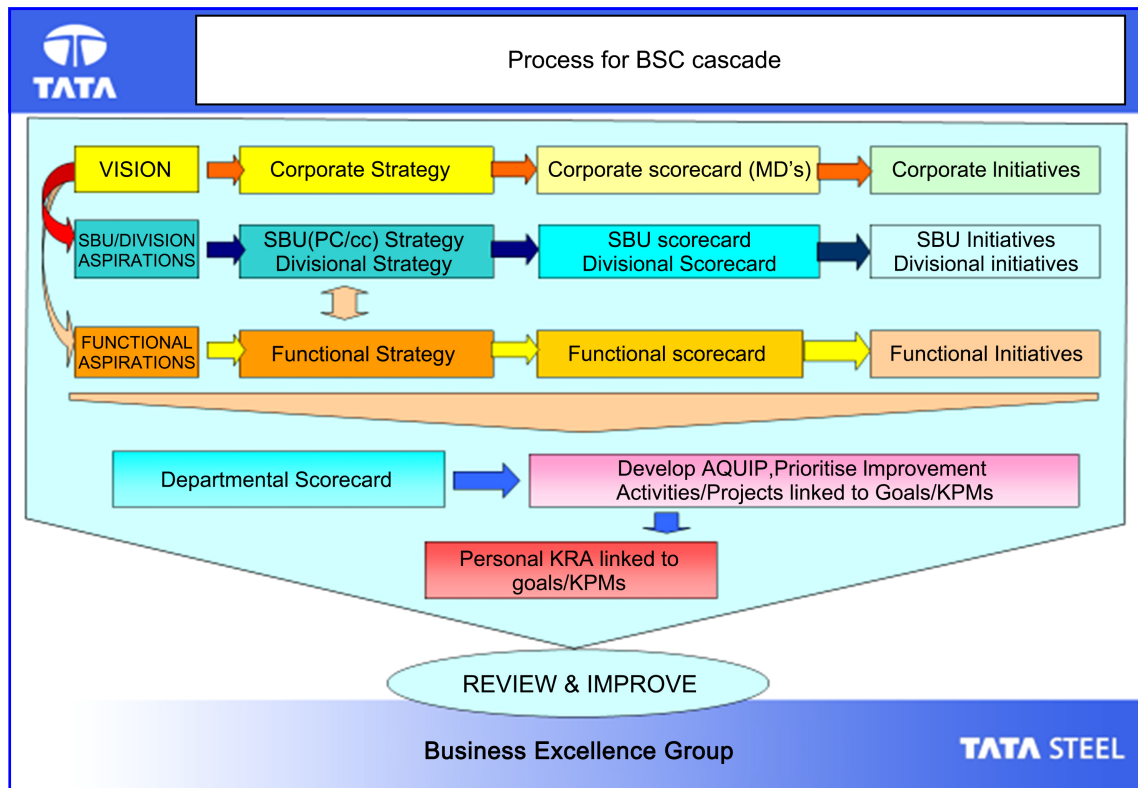 TATA
Process for BSC cascade
VISION
Corporate Strategy
Corporate scorecard (MD's)
Corporate Initiatives
SBU/DIVISION
ASPIRATIONS
SBU(PC/cc) Strategy
Divisional Strategy
SBU scorecard
Divisional Scorecard
SBU Initiatives
Divisional initiatives
FUNCTIONAL
ASPIRATIONS
Functional Strategy
Functional scorecard
Functional Initiatives
Departmental Scorecard
Develop AQUIP,Prioritise Improvement
Activities/Projects linked to Goals/KPMs
Personal KRA linked to
goals/KPMs
REVIEW & IMPROVE
Business Excellence Group
TATA STEEL